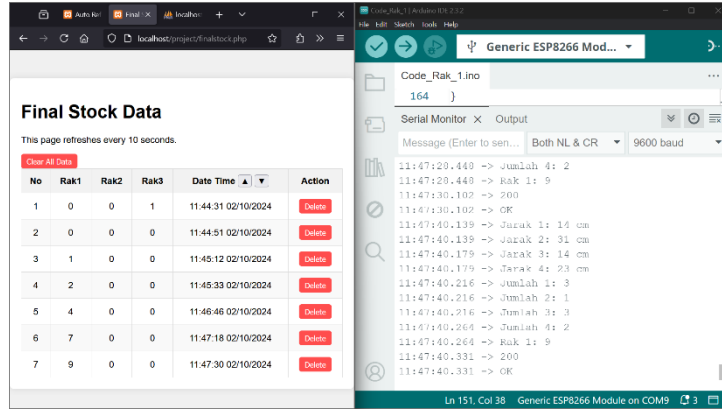 Auto Ref
Final
localhos
localhost/project/finalstock.php
Final Stock Data
This page refreshes every 10 seconds.
Clear All Data
No Rak1 Rak2 Rak3 Date Time ▲ ▼ Action
1 0 0 1 11:44:31 02/10/2024 Delete
2 0 0 0 11:44:51 02/10/2024 Delete
3 1 0 0 11:45:12 02/10/2024 Delete
4 2 0 0 11:45:33 02/10/2024 Delete
5 4 0 0 11:46:46 02/10/2024 Delete
6 7 0 0 11:47:18 02/10/2024 Delete
7 9 0 0 11:47:30 02/10/2024 Delete
Code_Rak_1 | Arduino IDE 2.3.2
File Edit Sketch Tools Help
Generic ESP8266 Mod...
Code_Rak_1.ino
164 }
Serial Monitor Output
Message (Enter to sen... Both NL & CR 9600 baud
11:47:28.448 -> Jumlah 4: 2
11:47:28.448 -> Rak 1: 9
11:47:30.102 -> 200
11:47:30.102 -> OK
11:47:40.139 -> Jarak 1: 14 cm
11:47:40.139 -> Jarak 2: 31 cm
11:47:40.179 -> Jarak 3: 14 cm
11:47:40.179 -> Jarak 4: 23 cm
11:47:40.216 -> Jumlah 1: 3
11:47:40.216 -> Jumlah 2: 1
11:47:40.216 -> Jumlah 3: 3
11:47:40.264 -> Jumlah 4: 2
11:47:40.264 -> Rak 1: 9
11:47:40.331 -> 200
11:47:40.331 -> OK
Ln 151, Col 38 Generic ESP8266 Module on COM9 3